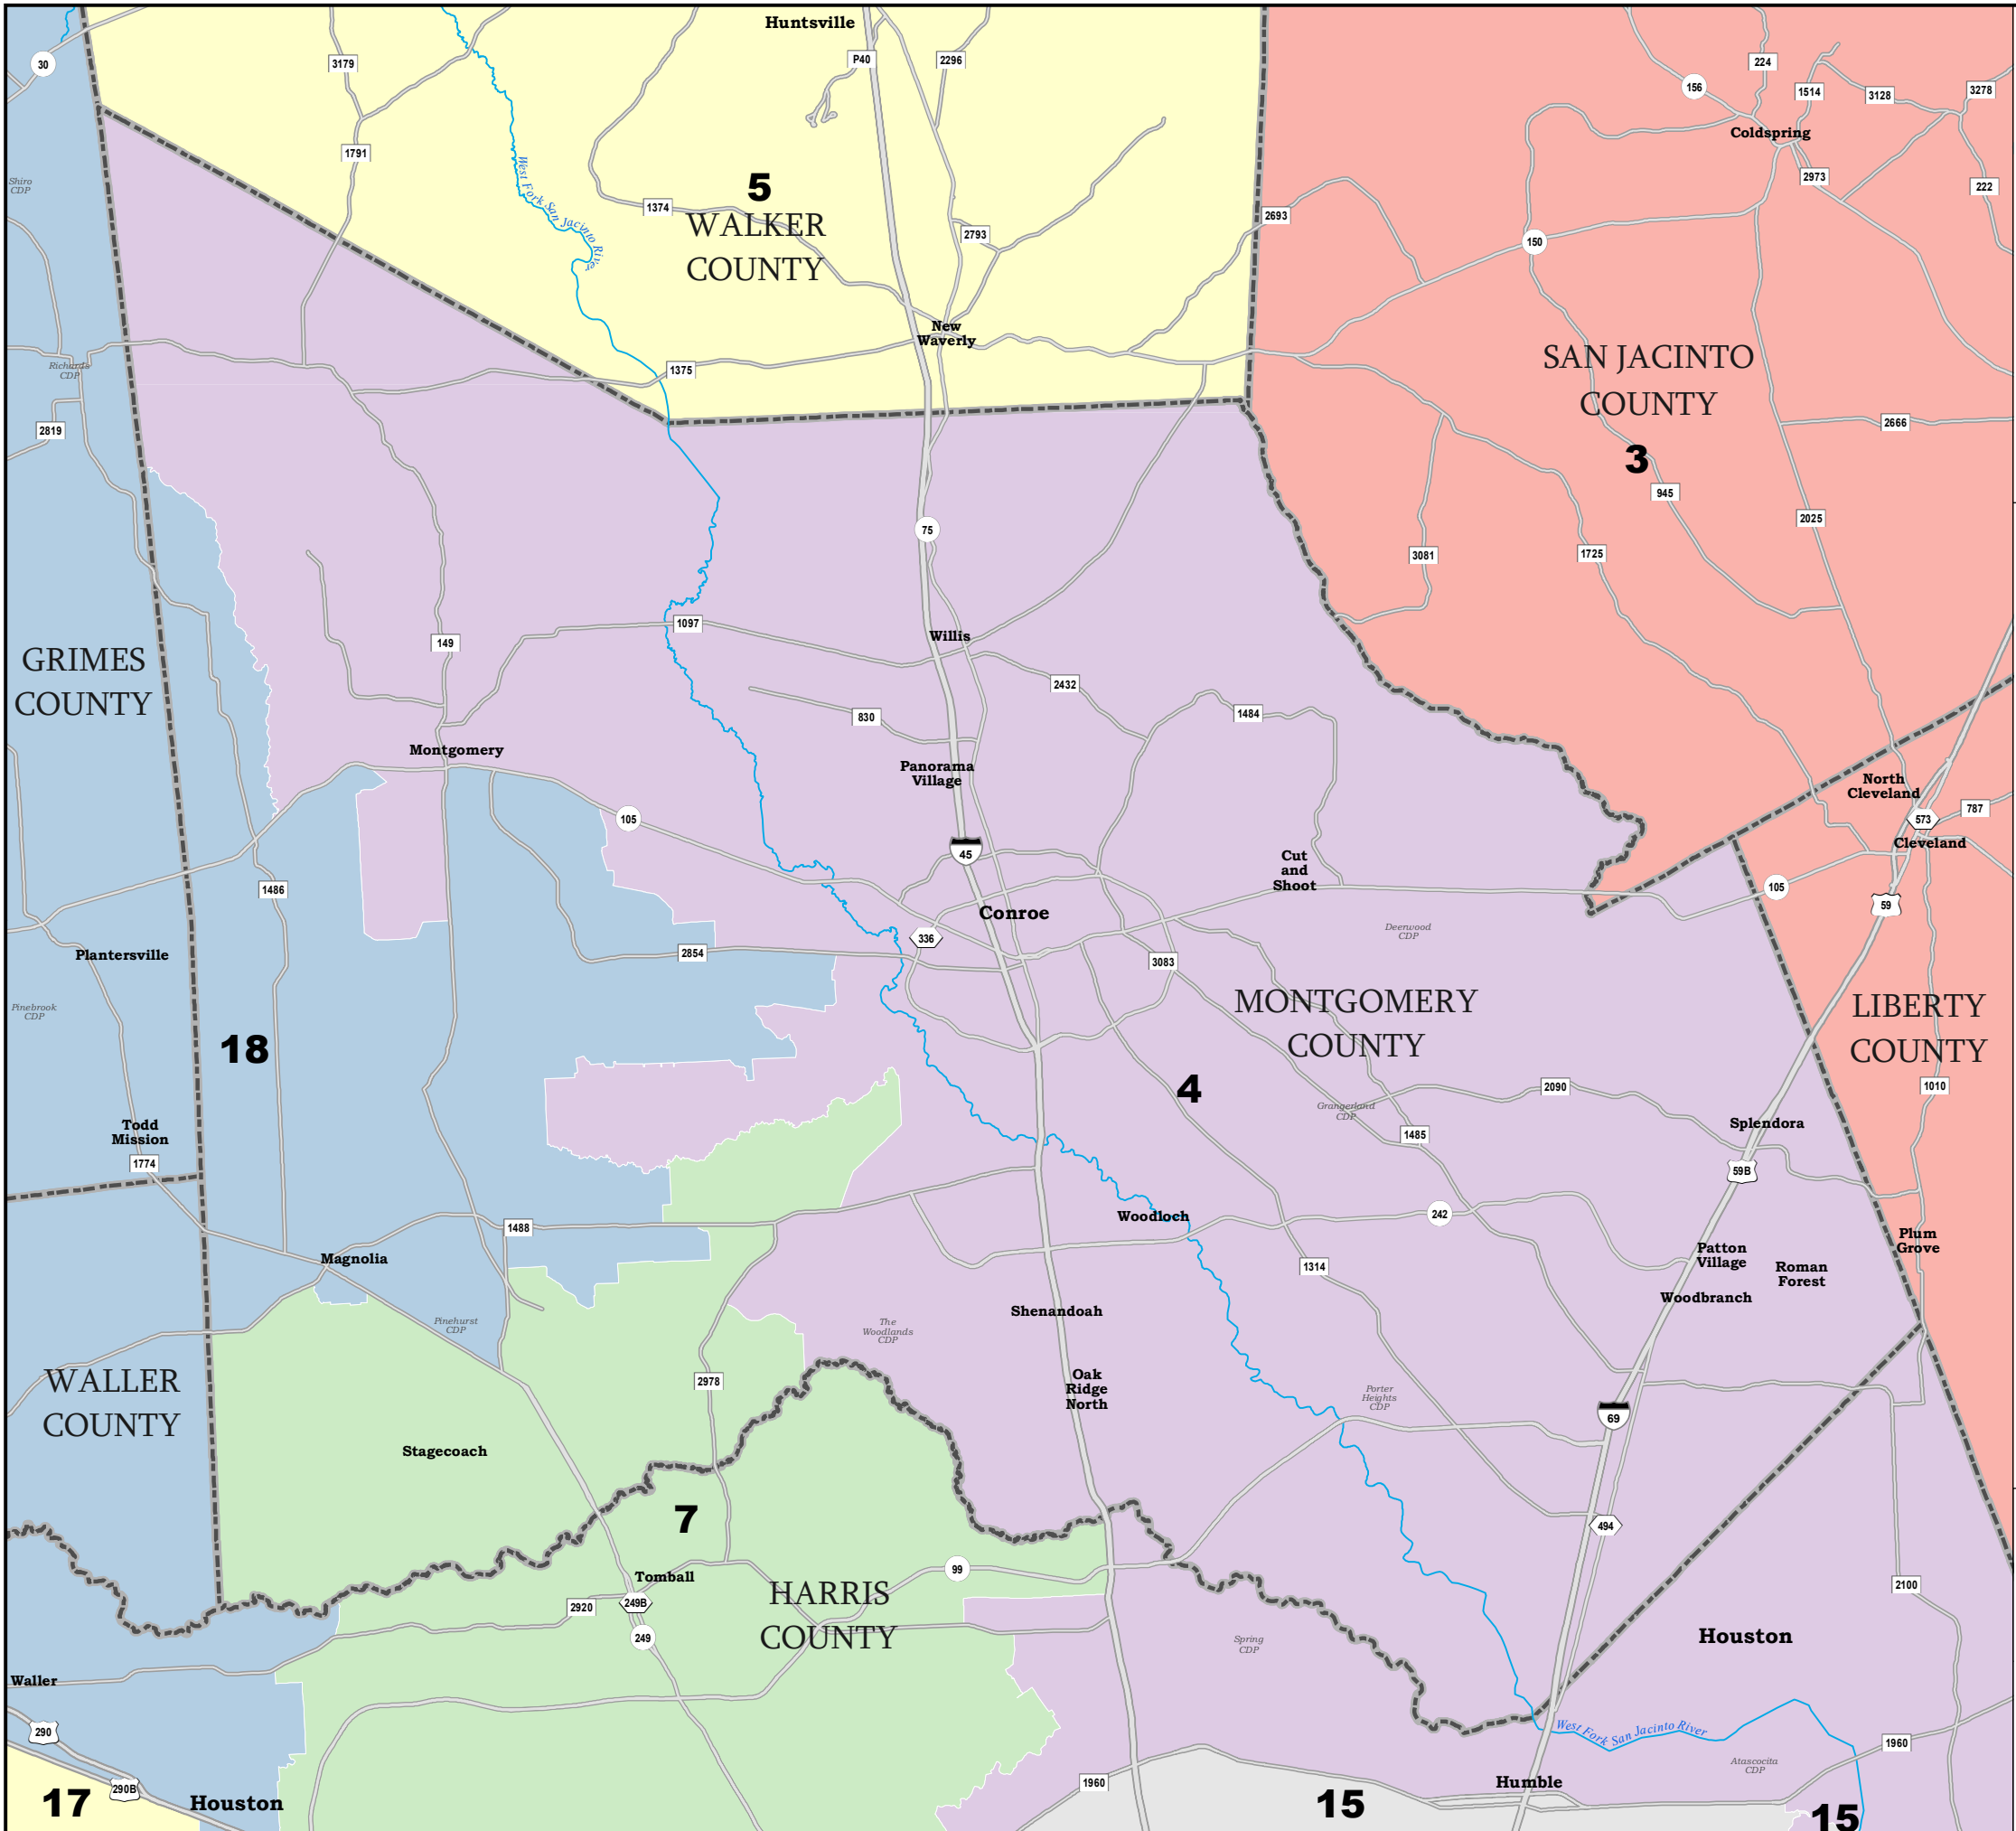 Huntsville
30
3179
P40
2296
224
156
1514
3128
3278
Coldspring
1791
Shiro
CDP
West Fork San Jacinto River
5
WALKER
COUNTY
1374
2973
222
2693
2793
150
New
Waverly
Richards
CDP
1375
SAN JACINTO
COUNTY
3
2819
2666
945
2025
75
3081
1725
GRIMES
COUNTY
1097
Willis
149
2432
830
1484
Montgomery
Panorama
Village
North
Cleveland
787
573
Cleveland
105
45
Cut
and
Shoot
1486
105
59
Conroe
336
Deerwood
CDP
Plantersville
2854
3083
Pinebrook
CDP
MONTGOMERY
COUNTY
LIBERTY
COUNTY
18
4
2090
1010
Grangerland
CDP
Todd
Mission
1485
Splendora
1774
59B
Woodloch
242
1488
Magnolia
Plum
Grove
1314
Patton
Village
Roman
Forest
Woodbranch
Shenandoah
Pinehurst
CDP
The
Woodlands
CDP
WALLER
COUNTY
2978
Oak
Ridge
North
Porter
Heights
CDP
69
Stagecoach
7
494
Tomball
99
HARRIS
COUNTY
2920
249B
249
2100
Spring
CDP
Houston
Waller
290
West Fork San Jacinto River
1960
Atascocita
CDP
290B
17
Houston
1960
15
Humble
15